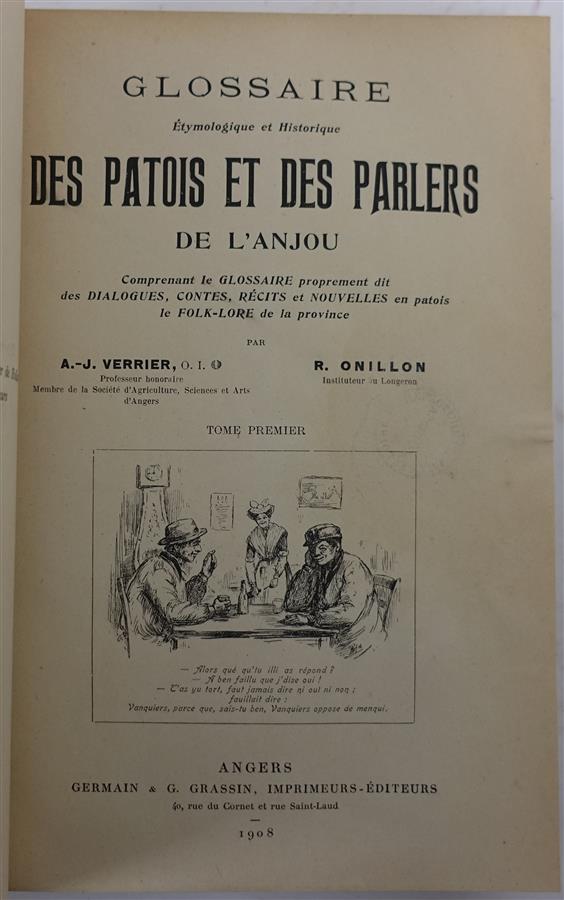 GLOSSAIRE
Étymologique et Historique
DES PATOIS ET DES PARLERS
DE L'ANJOU
Comprenant le GLOSSAIRE proprement dit
des DIALOGUES, CONTES, RÉCITS et NOUVELLES en patois
le FOLK-LORE de la province
PAR
A.-J. VERRIER, O. I.
Professeur honoraire
Membre de la Société d'Agriculture, Sciences et Arts
d'Angers
R. ONILLON
Instituteur au Longeron
TOME PREMIER
— Alors qué qu'tu illi as répond ?
— A ben faillu que j'dise oui !
— T'as yu tort, faut jamais dire ni oui ni non ;
fauillait dire :
Vanquiers, parce que, sais-tu ben, Vanquiers oppose de menqui.
ANGERS
GERMAIN & G. GRASSIN, IMPRIMEURS-ÉDITEURS
40, rue du Cornet et rue Saint-Laud
—
1908